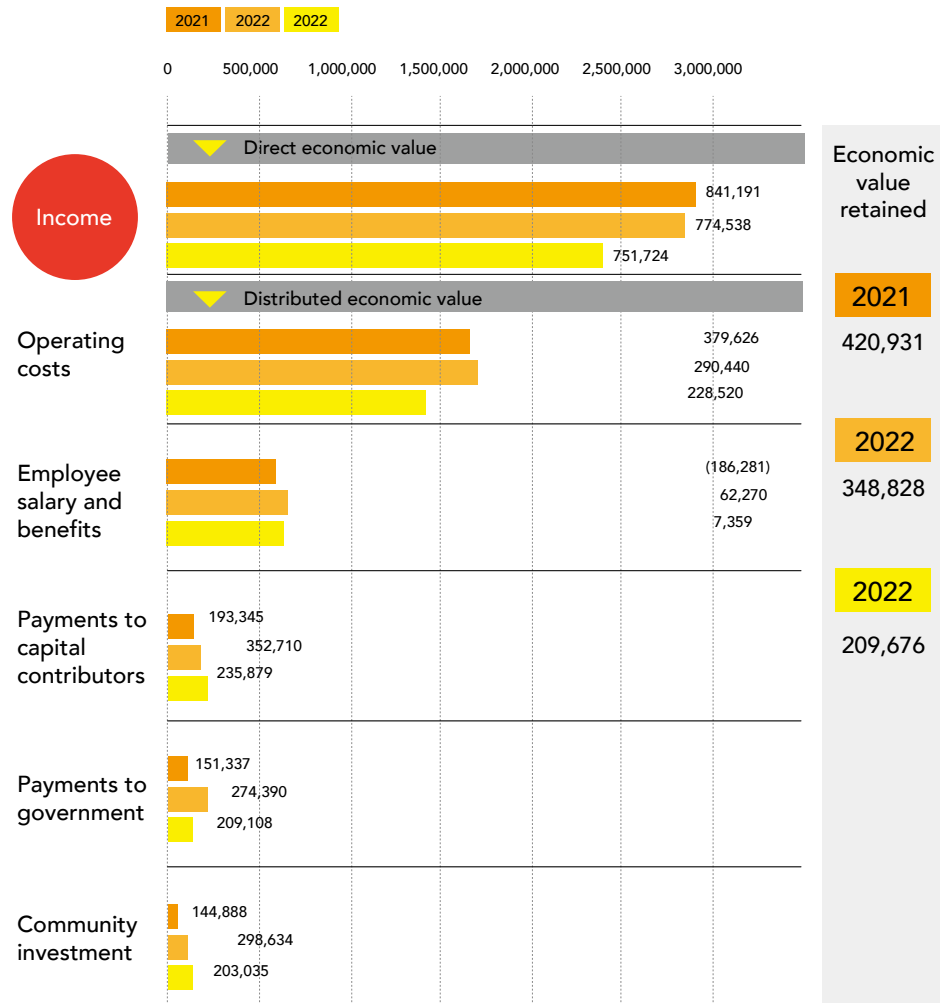 2021 2022 2022
0 500,000 1,000,000 1,500,000 2,000,000 2,500,000 3,000,000
Direct economic value
Income
841,191
774,538
751,724
Distributed economic value
Operating
costs
379,626
290,440
228,520
Employee
salary and
benefits
(186,281)
62,270
7,359
Payments to
capital
contributors
193,345
352,710
235,879
Payments to
government
151,337
274,390
209,108
Community
investment
144,888
298,634
203,035
Economic
value
retained
2021
420,931
2022
348,828
2022
209,676